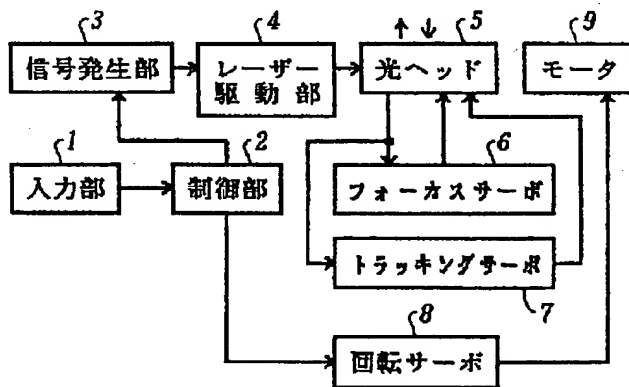 3
信号発生部
4
レーザー
駆動部
5
光ヘッド
9
モータ
1
入力部
2
制御部
6
フォーカスサーボ
トラッキングサーボ
7
8
回転サーボ